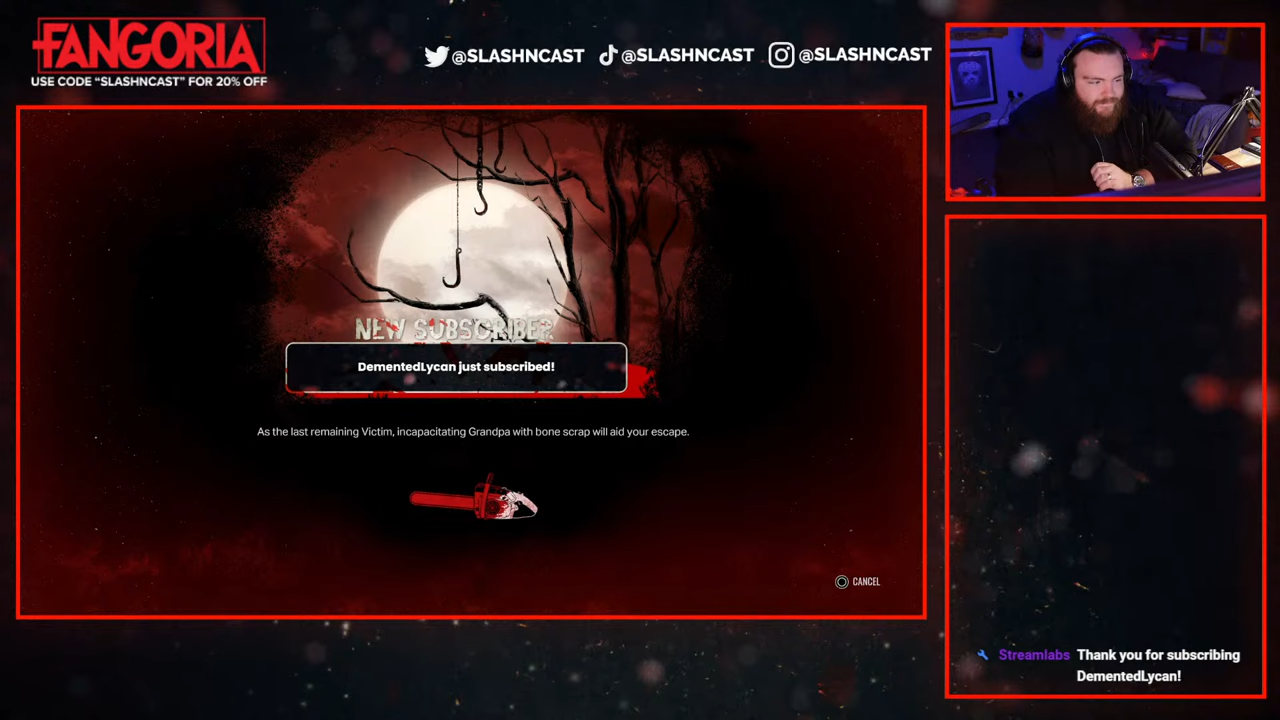 FANGORIA
USE CODE “SLASHNCAST” FOR 20% OFF
@SLASHNCAST @SLASHNCAST @SLASHNCAST
NEW SUBSCRIBER
DementedLycan just subscribed!
As the last remaining Victim, incapacitating Grandpa with bone scrap will aid your escape.
CANCEL
Streamlabs Thank you for subscribing
DementedLycan!